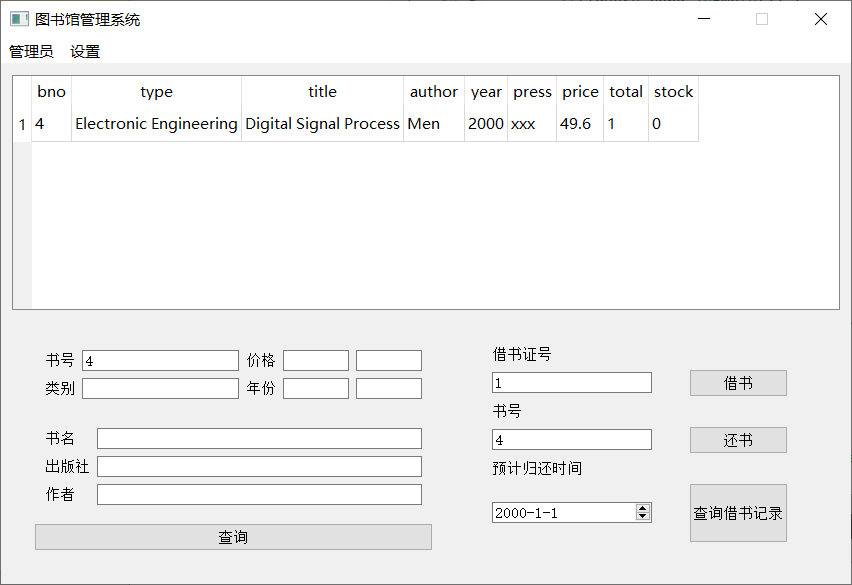 图书馆管理系统
管理员 设置
bno type title author year press price total stock
1 4 Electronic Engineering Digital Signal Process Men 2000 xxx 49.6 1 0
书号 4 价格
类别 年份
书名
出版社
作者
查询
借书证号
1 借书
书号
4 还书
预计归还时间
2000-1-1 查询借书记录